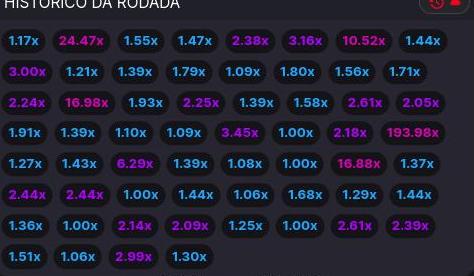 HISTÓRICO DA RODADA
1.17x 24.47x 1.55x 1.47x 2.38x 3.16x 10.52x 1.44x
3.00x 1.21x 1.39x 1.79x 1.09x 1.80x 1.56x 1.71x
2.24x 16.98x 1.93x 2.25x 1.39x 1.58x 2.61x 2.05x
1.91x 1.39x 1.10x 1.09x 3.45x 1.00x 2.18x 193.98x
1.27x 1.43x 6.29x 1.39x 1.08x 1.00x 16.88x 1.37x
2.44x 2.44x 1.00x 1.44x 1.06x 1.68x 1.29x 1.44x
1.36x 1.00x 2.14x 2.09x 1.25x 1.00x 2.61x 2.39x
1.51x 1.06x 2.99x 1.30x